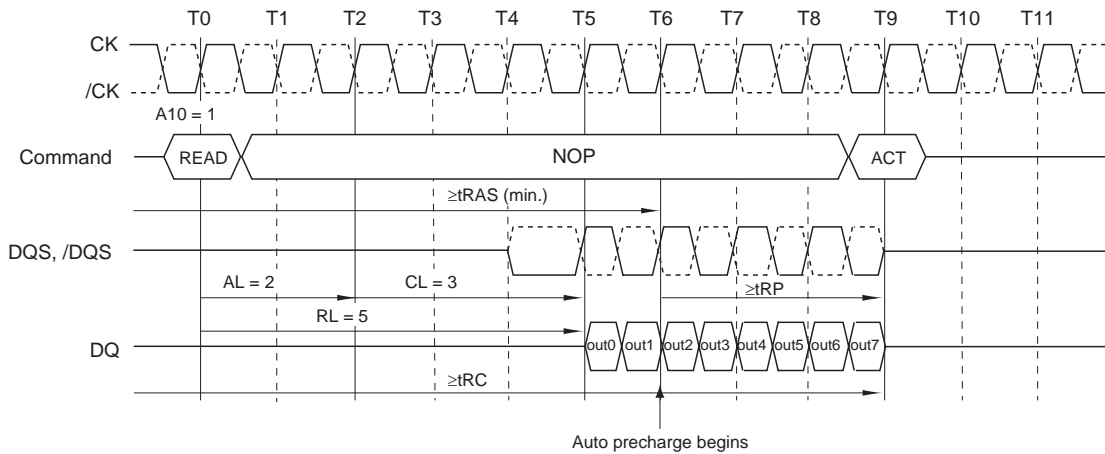 T0 T1 T2 T3 T4 T5 T6 T7 T8 T9 T10 T11
CK
/CK
A10 = 1
Command READ NOP ACT
≥tRAS (min.)
DQS, /DQS
AL = 2 CL = 3 ≥tRP
RL = 5
DQ out0 out1 out2 out3 out4 out5 out6 out7
≥tRC
Auto precharge begins